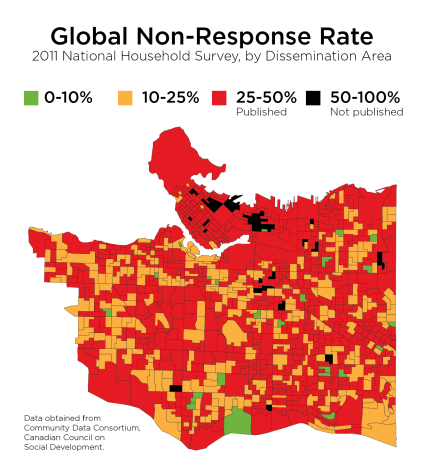 Global Non-Response Rate
2011 National Household Survey, by Dissemination Area
0-10% 10-25% 25-50% 50-100%
Published Not published
Data obtained from
Community Data Consortium,
Canadian Council on
Social Development.